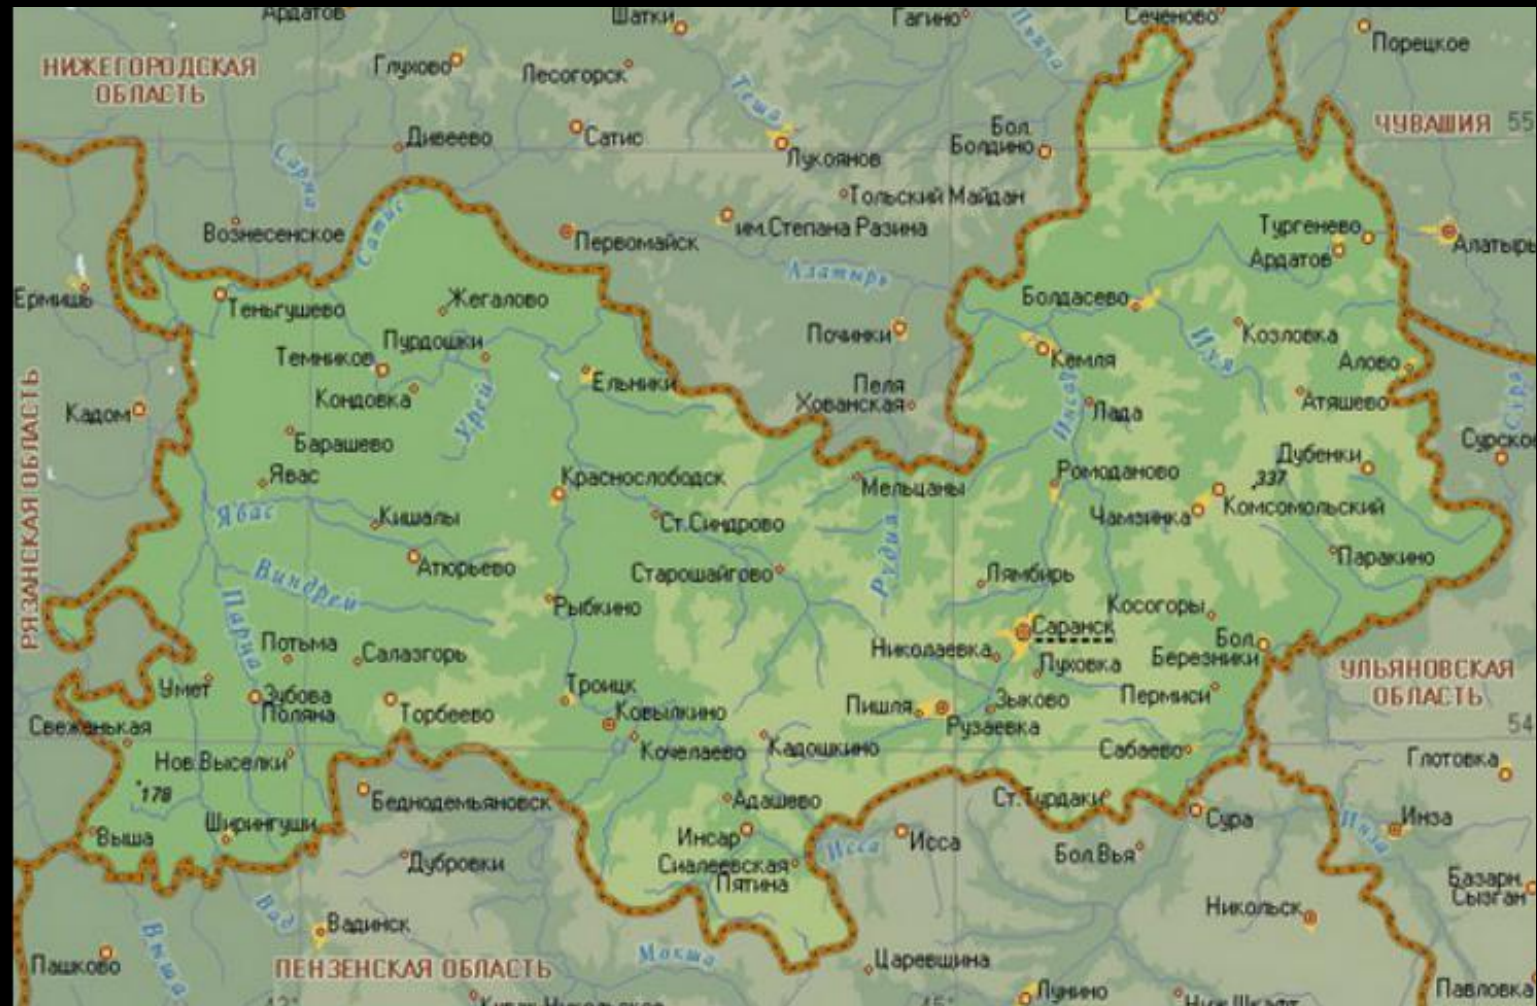 Ардатов
Шатки
Гагино
Пьяна
Сеченово
Порецкое
НИЖЕГОРОДСКАЯ
ОБЛАСТЬ
Глухово
Лесогорск
Теша
ЧУВАШИЯ
55
Дивеево
Сатис
Лукоянов
Бол.
Болдино
Сарма
Тольский Майдан
Вознесенское
Сатис
Первомайск
им.Степана Разина
Тургенево
Ардатов
Алатырь
Алатырь
Ермишь
Теньгушево
Жегалово
Болдасево
Починки
Козловка
Темников
Пурдошки
Кемля
Алово
Ельники
Пеля
Хованская
Кондовка
Кадом
Урей
Инсар
Лада
Атяшево
Сура
РЯЗАНСКАЯ ОБЛАСТЬ
Барашево
Явас
Краснослободск
Мельцаны
Ромоданово
Дубенки
337
Комсомольский
Чамзинка
Явас
Кишалы
Ст.Синдрово
Атюрьево
Старошайгово
Рудня
Лямбирь
Паракино
Виндрей
Рыбкино
Парца
Косогоры
Саранск
Потьма
Салазгорь
Николаевка
Луховка
Бол.
Березники
УЛЬЯНОВСКАЯ
ОБЛАСТЬ
Умет
Зубова
Поляна
Торбеево
Троицк
Ковылкино
Пишля
Рузаевка
Зыково
Пермиси
Свеженькая
Кочелаево
Кадошкино
Сабаево
54
Нов.Выселки
Глотовка
178
Беднодемьяновск
Адашево
Ст.Турдаки
Сура
Инза
Инза
Выша
Ширингуши
Инсар
Исса
Исса
Дубровки
Сиалеевская
Пятина
Бол.Вья
Базарн.
Сызган
Никольск
Вад
Вадинск
Выша
Пашково
ПЕНЗЕНСКАЯ ОБЛАСТЬ
Мокша
Царевщина
Лунино
Павловка